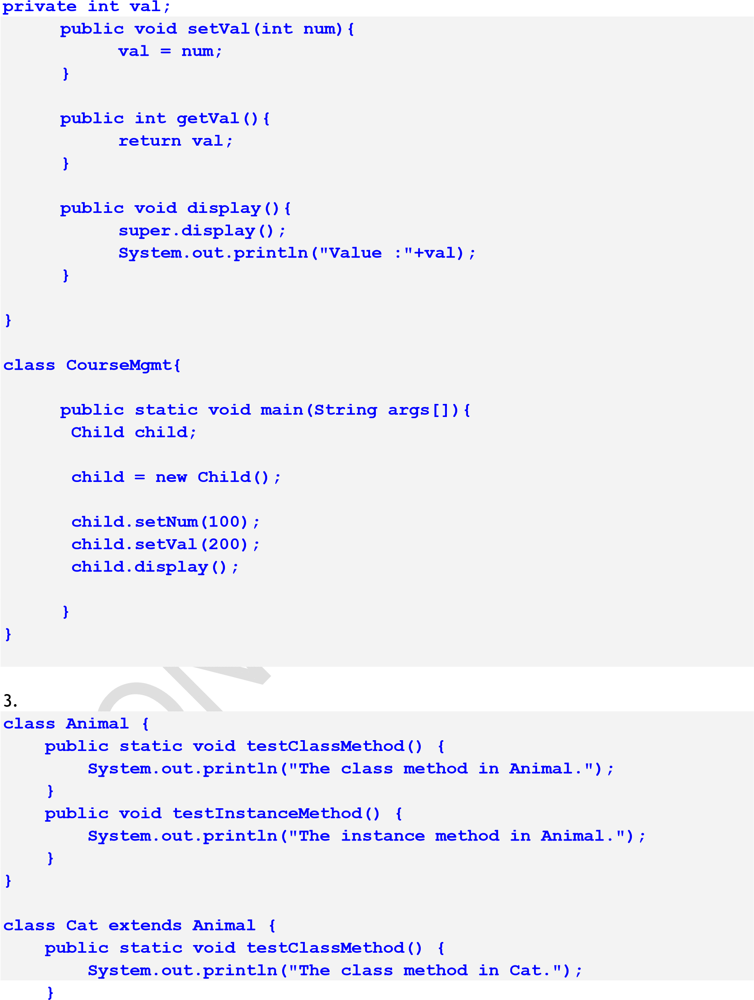 private int val;
public void setVal(int num){
val = num;
}
public int getVal(){
return val;
}
public void display(){
super.display();
System.out.println("Value :"+val);
}
}
class CourseMgmt{
public static void main(String args[]){
Child child;
child = new Child();
child.setNum(100);
child.setVal(200);
child.display();
}
}
3.
class Animal {
public static void testClassMethod() {
System.out.println("The class method in Animal.");
}
public void testInstanceMethod() {
System.out.println("The instance method in Animal.");
}
}
class Cat extends Animal {
public static void testClassMethod() {
System.out.println("The class method in Cat.");
}